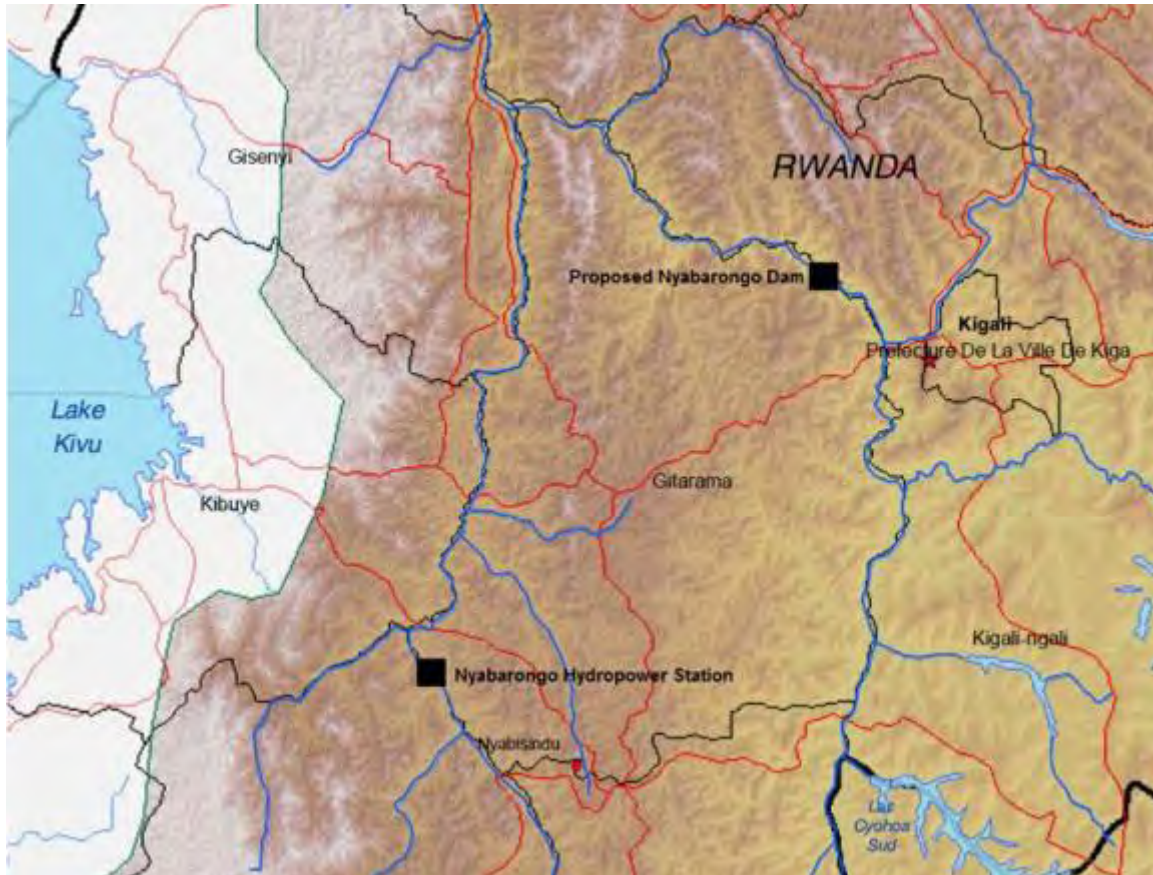 Gisenyi
RWANDA
Proposed Nyabarongo Dam
Kigali
Prefecture De La Ville De Kiga
Lake
Kivu
Gitarama
Kibuye
Kigali-ngali
Nyabarongo Hydropower Station
Nyabisindu
Lac
Cyohoa
Sud